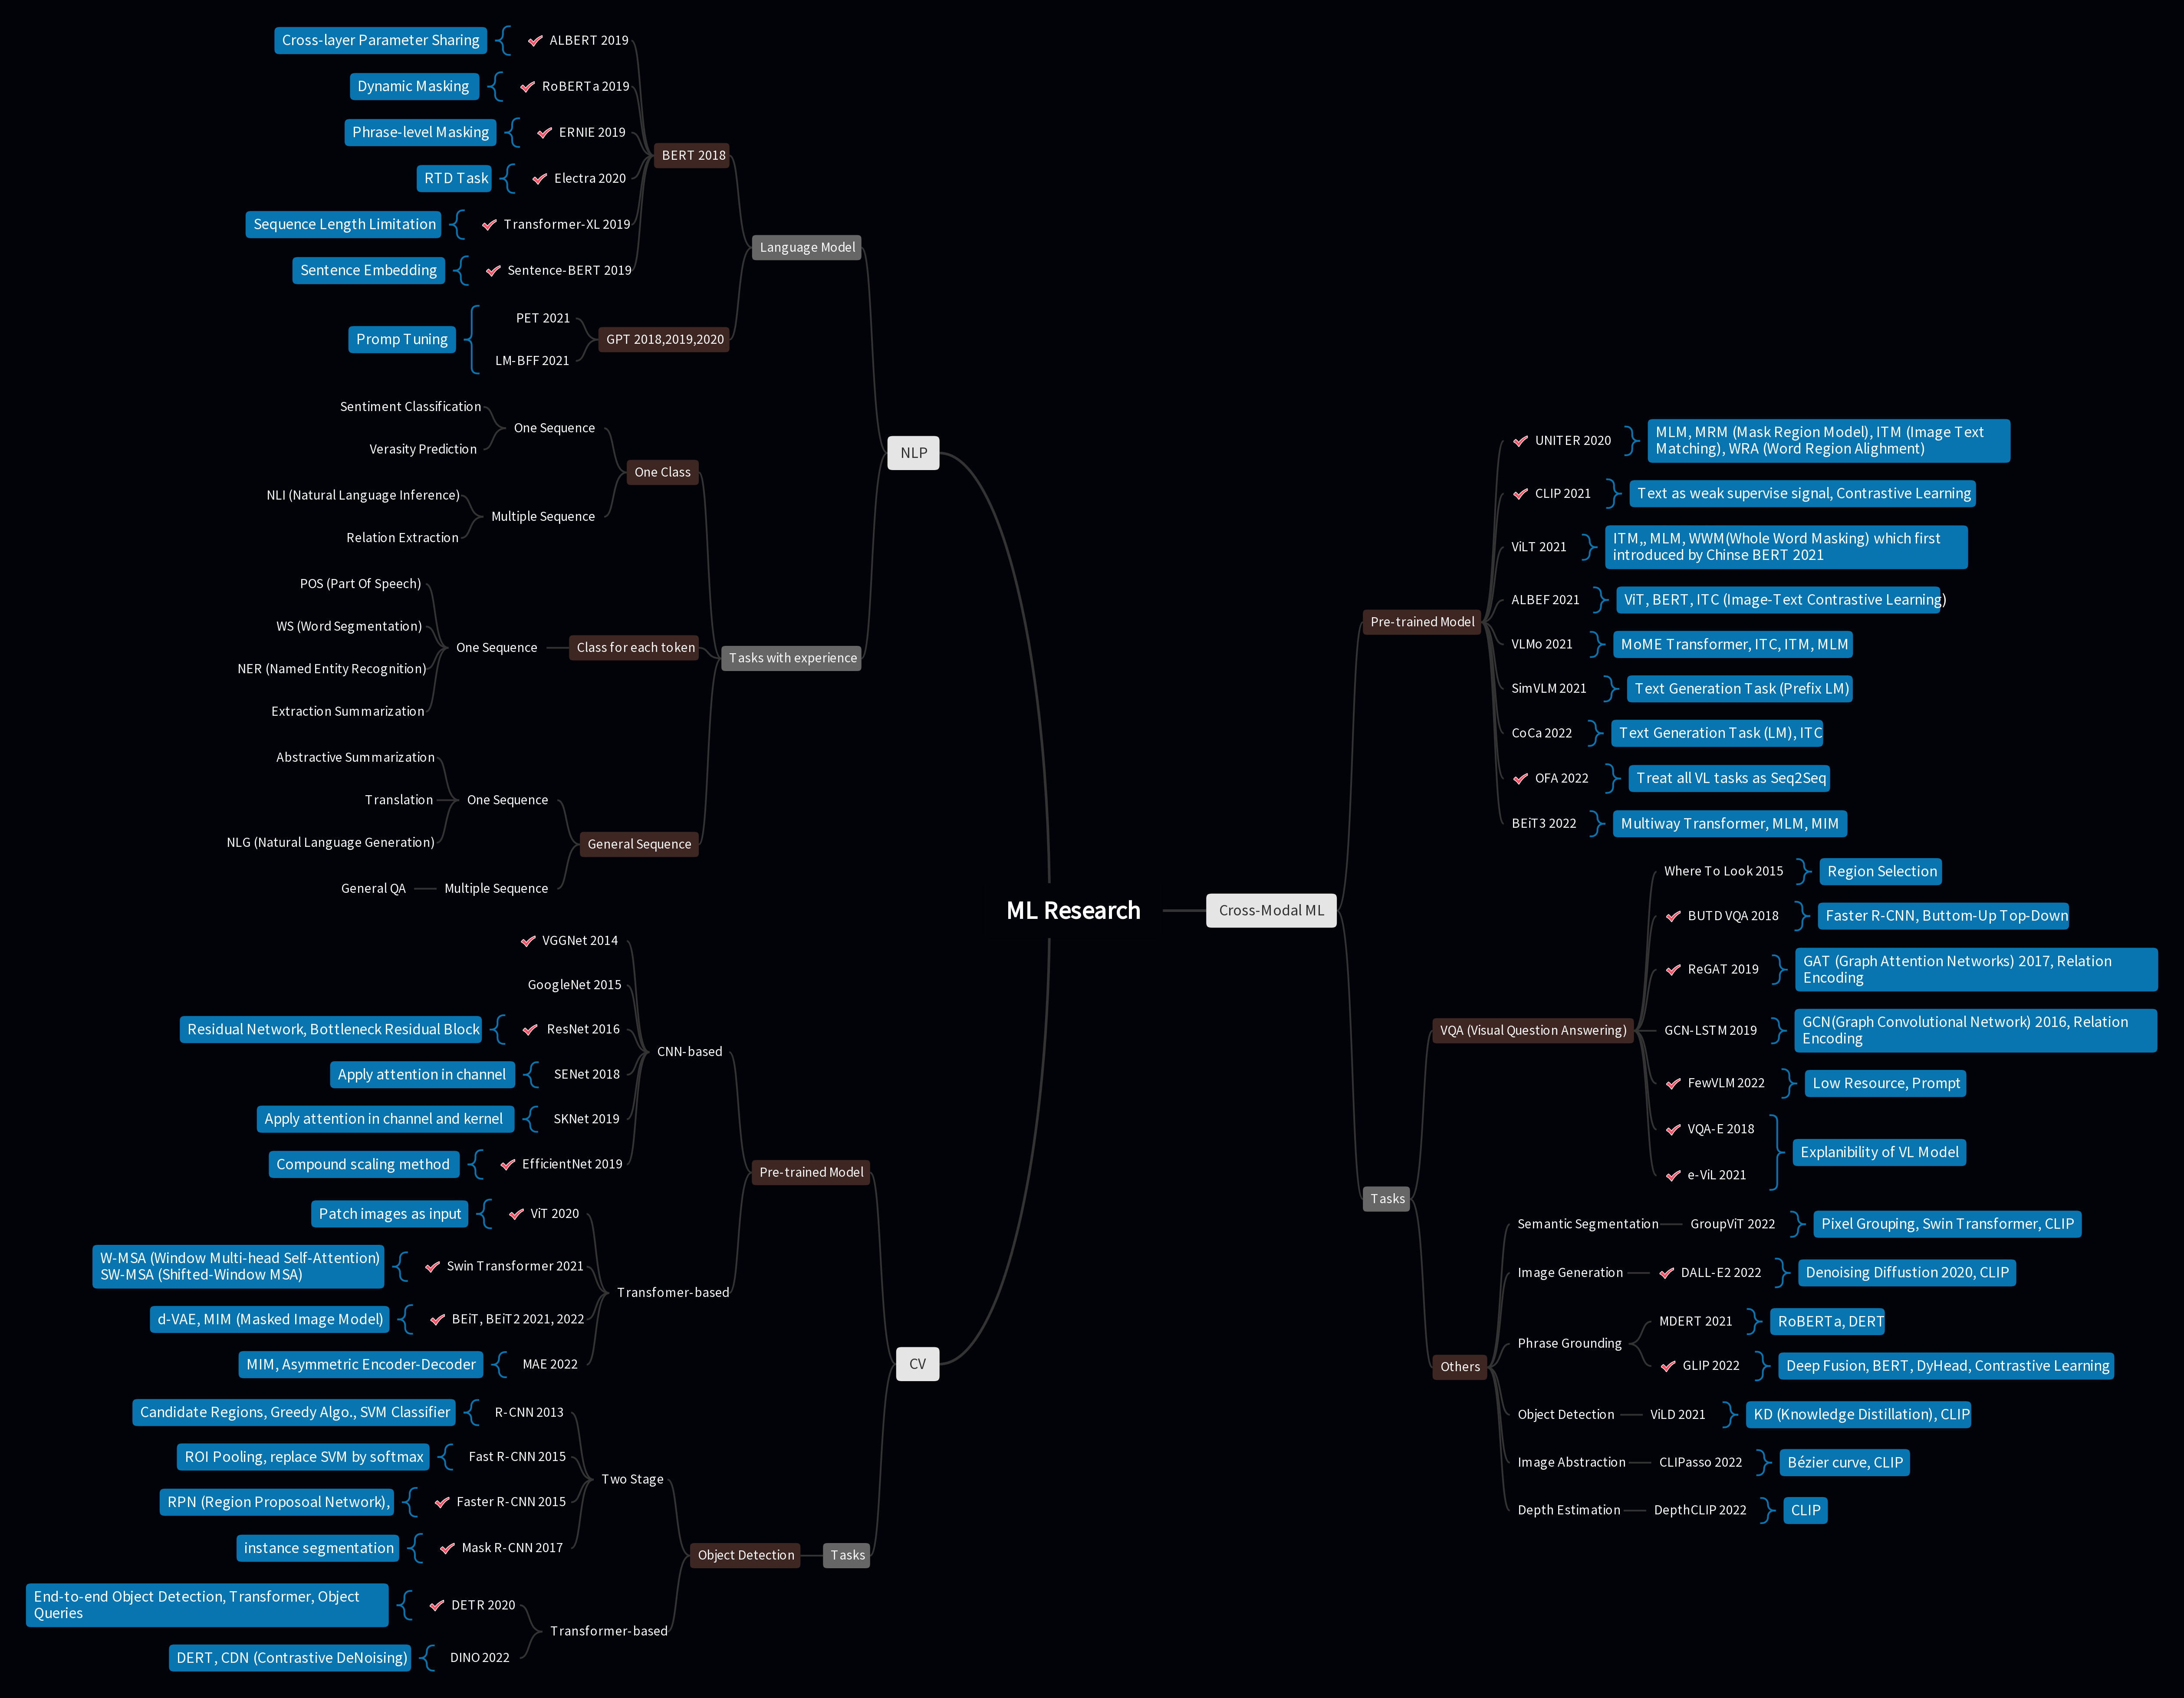 ML Research
NLP
Language Model
BERT 2018
ALBERT 2019
Cross-layer Parameter Sharing
RoBERTa 2019
Dynamic Masking
ERNIE 2019
Phrase-level Masking
Electra 2020
RTD Task
Transformer-XL 2019
Sequence Length Limitation
Sentence-BERT 2019
Sentence Embedding
GPT 2018,2019,2020
PET 2021
LM-BFF 2021
Promp Tuning
Tasks with experience
One Class
One Sequence
Sentiment Classification
Verasity Prediction
Multiple Sequence
NLI (Natural Language Inference)
Relation Extraction
Class for each token
One Sequence
POS (Part Of Speech)
WS (Word Segmentation)
NER (Named Entity Recognition)
Extraction Summarization
General Sequence
One Sequence
Abstractive Summarization
Translation
NLG (Natural Language Generation)
Multiple Sequence
General QA
CV
Pre-trained Model
CNN-based
VGGNet 2014
GoogleNet 2015
ResNet 2016
Residual Network, Bottleneck Residual Block
SENet 2018
Apply attention in channel
SKNet 2019
Apply attention in channel and kernel
EfficientNet 2019
Compound scaling method
Transfomer-based
ViT 2020
Patch images as input
Swin Transformer 2021
W-MSA (Window Multi-head Self-Attention)
SW-MSA (Shifted-Window MSA)
BEiT, BEiT2 2021, 2022
d-VAE, MIM (Masked Image Model)
MAE 2022
MIM, Asymmetric Encoder-Decoder
Tasks
Object Detection
Two Stage
R-CNN 2013
Candidate Regions, Greedy Algo., SVM Classifier
Fast R-CNN 2015
ROI Pooling, replace SVM by softmax
Faster R-CNN 2015
RPN (Region Proposoal Network),
Mask R-CNN 2017
instance segmentation
Transformer-based
DETR 2020
End-to-end Object Detection, Transformer, Object
Queries
DINO 2022
DERT, CDN (Contrastive DeNoising)
Cross-Modal ML
Pre-trained Model
UNITER 2020
MLM, MRM (Mask Region Model), ITM (Image Text
Matching), WRA (Word Region Alighment)
CLIP 2021
Text as weak supervise signal, Contrastive Learning
ViLT 2021
ITM,, MLM, WWM(Whole Word Masking) which first
introduced by Chinse BERT 2021
ALBEF 2021
ViT, BERT, ITC (Image-Text Contrastive Learning)
VLMo 2021
MoME Transformer, ITC, ITM, MLM
SimVLM 2021
Text Generation Task (Prefix LM)
CoCa 2022
Text Generation Task (LM), ITC
OFA 2022
Treat all VL tasks as Seq2Seq
BEiT3 2022
Multiway Transformer, MLM, MIM
Tasks
VQA (Visual Question Answering)
Where To Look 2015
Region Selection
BUTD VQA 2018
Faster R-CNN, Buttom-Up Top-Down
ReGAT 2019
GAT (Graph Attention Networks) 2017, Relation
Encoding
GCN-LSTM 2019
GCN(Graph Convolutional Network) 2016, Relation
Encoding
FewVLM 2022
Low Resource, Prompt
VQA-E 2018
e-ViL 2021
Explanibility of VL Model
Others
Semantic Segmentation
GroupViT 2022
Pixel Grouping, Swin Transformer, CLIP
Image Generation
DALL-E2 2022
Denoising Diffustion 2020, CLIP
Phrase Grounding
MDERT 2021
RoBERTa, DERT
GLIP 2022
Deep Fusion, BERT, DyHead, Contrastive Learning
Object Detection
ViLD 2021
KD (Knowledge Distillation), CLIP
Image Abstraction
CLIPasso 2022
Bézier curve, CLIP
Depth Estimation
DepthCLIP 2022
CLIP